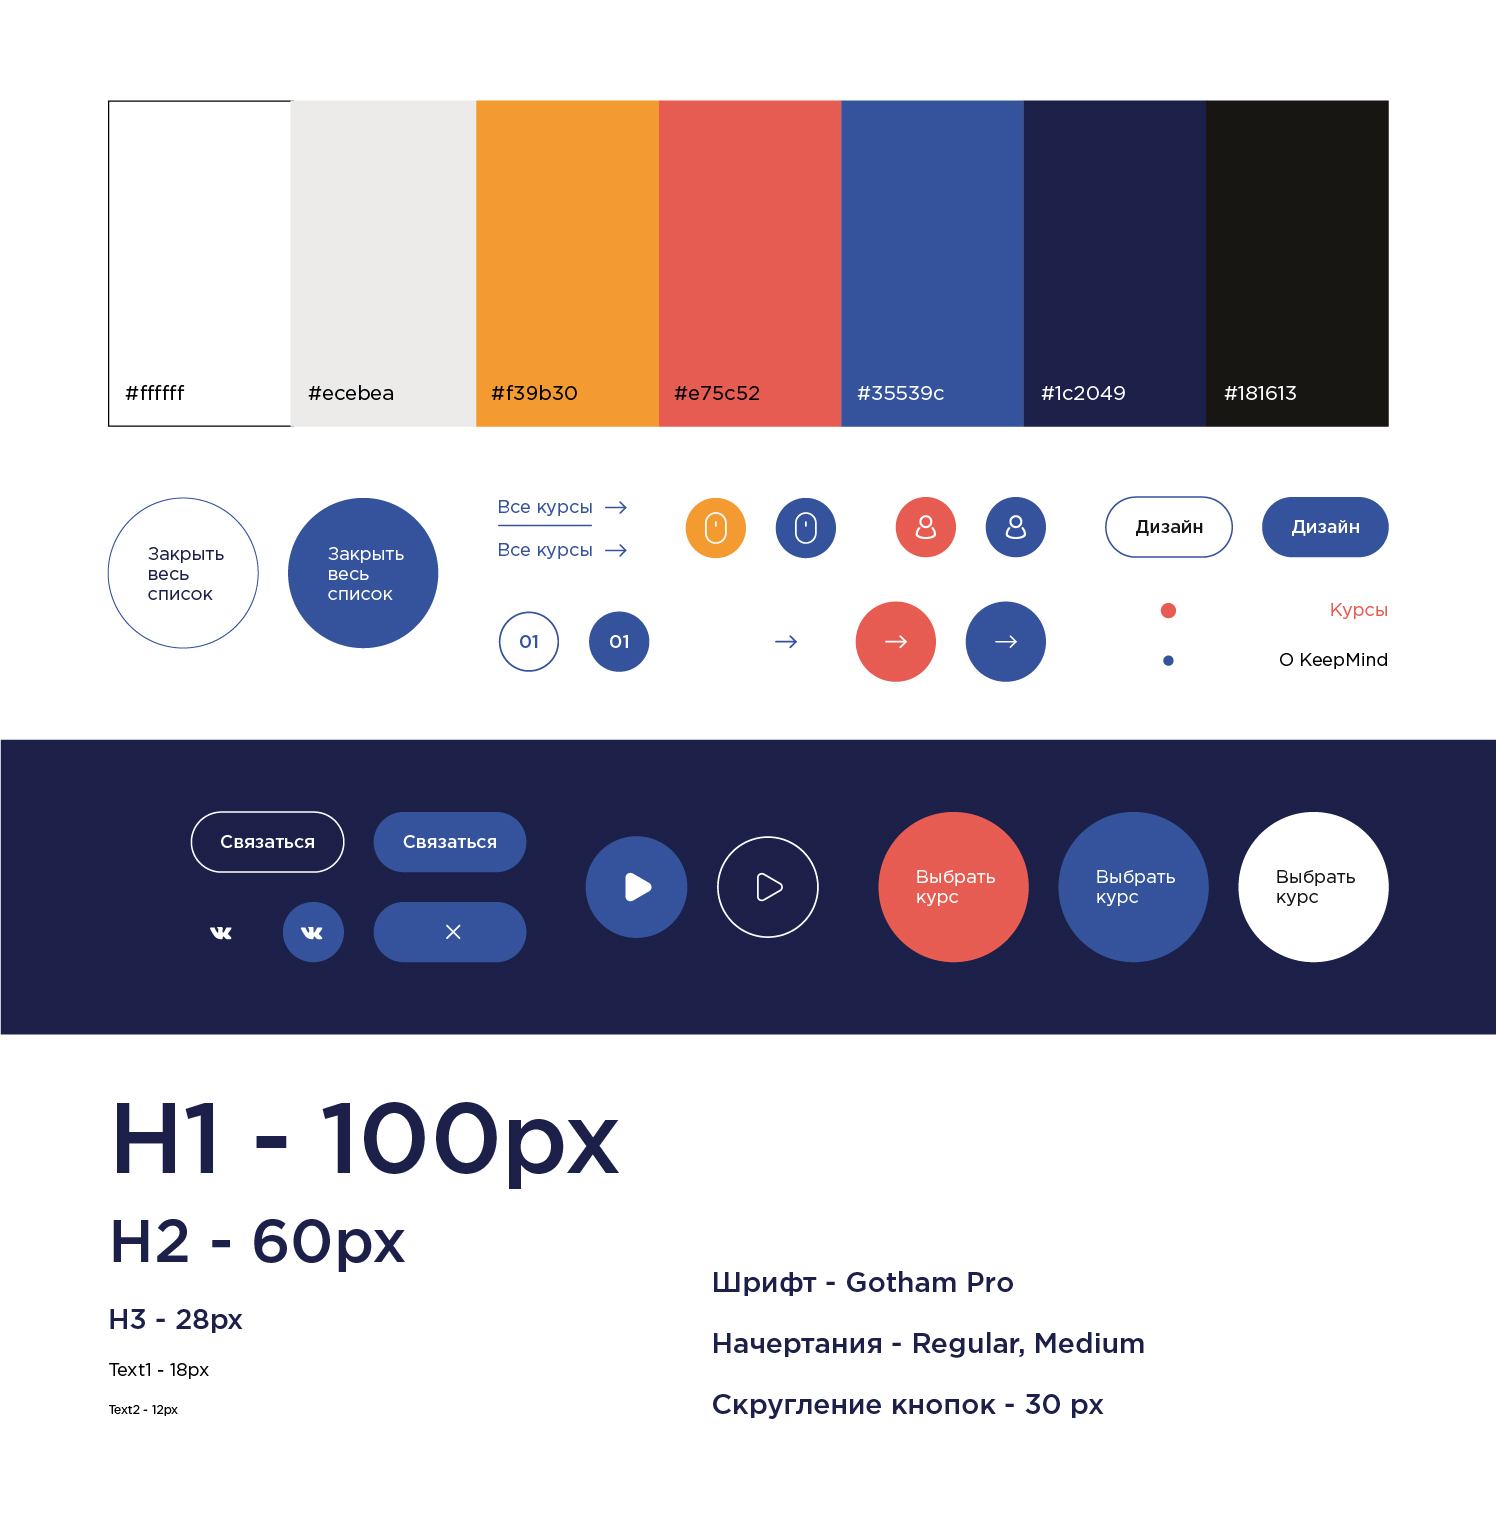 #ffffff
#ecebea
#f39b30
#e75c52
#35539c
#1c2049
#181613
Закрыть
весь
список
Закрыть
весь
список
Все курсы
Все курсы
01
01
Дизайн
Дизайн
Курсы
О KeepMind
Связаться
Связаться
Выбрать
курс
Выбрать
курс
Выбрать
курс
H1 - 100px
H2 - 60px
H3 - 28px
Text1 - 18px
Text2 - 12px
Шрифт - Gotham Pro
Начертания - Regular, Medium
Скругление кнопок - 30 px